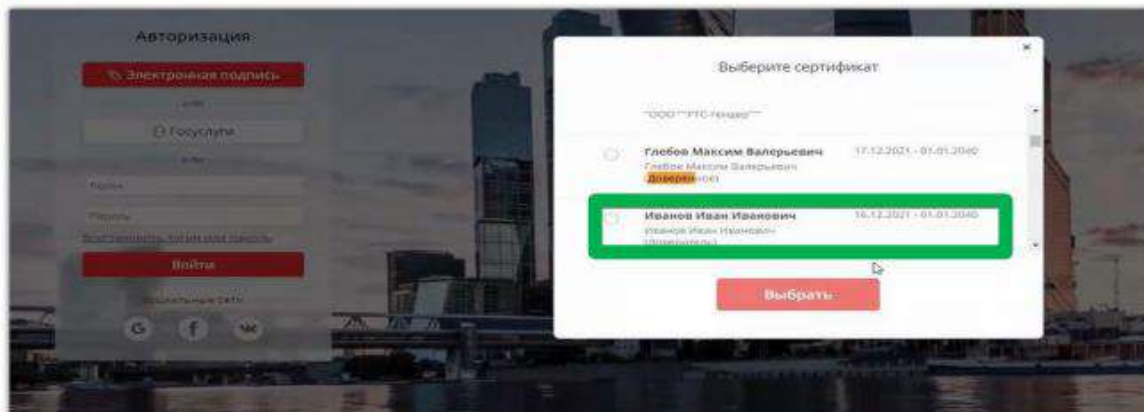 Авторизация
Электронная подпись
или
Госуслуги
или
Логин
Пароль
Восстановить логин или пароль
Войти
Социальные сети
G f
×
Выберите сертификат
"ООО ""РТС-тендер""
Глебов Максим Валерьевич 17.12.2021 - 01.01.2040
Глебов Максим Валерьевич
(Доверенное)
Иванов Иван Иванович 16.12.2021 - 01.01.2040
Иванов Иван Иванович
(доверитель)
Выбрать